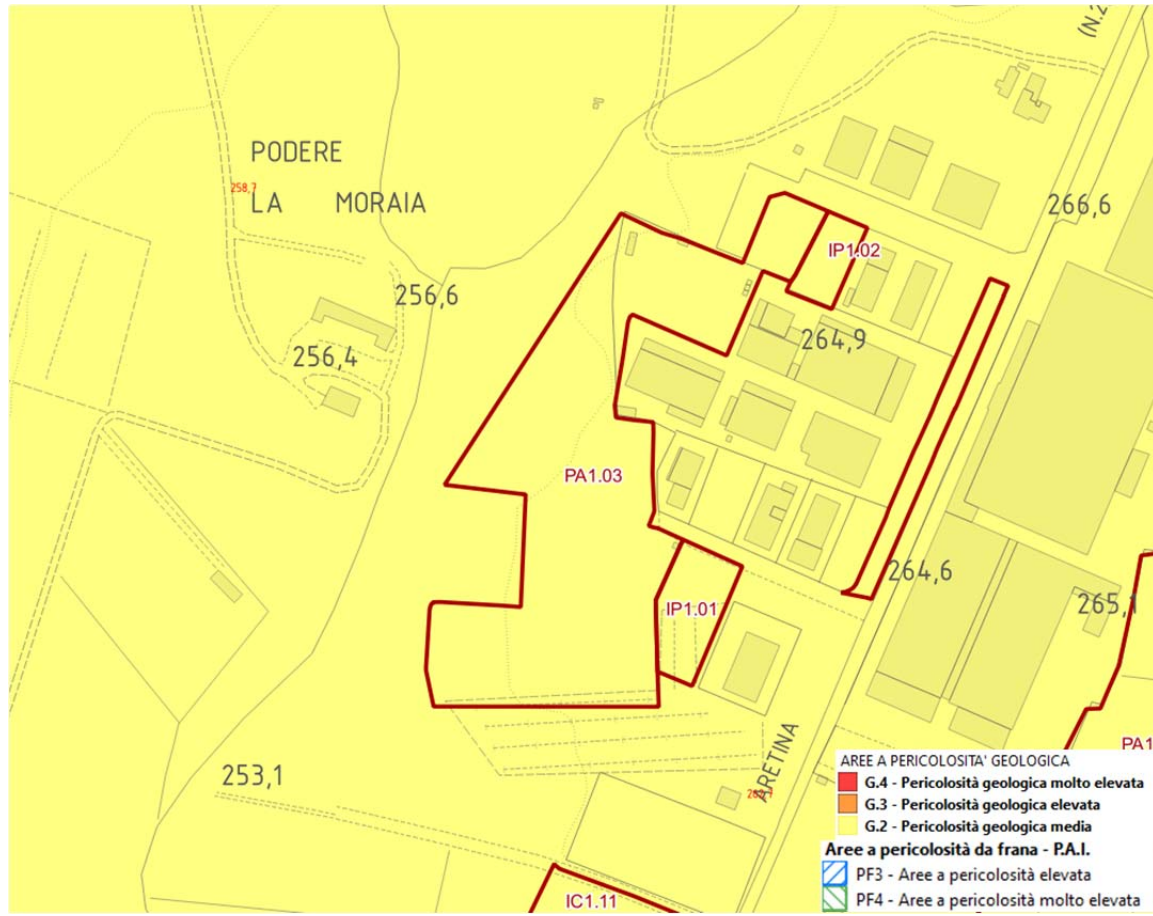 (N.2
PODERE
258,7
LA MORAIA
266,6
IP1.02
256,6
264,9
256,4
PA1.03
264,6
265,1
IP1.01
PA1
253,1
ARETINA
AREE A PERICOLOSITA' GEOLOGICA
G.4 - Pericolosità geologica molto elevata
G.3 - Pericolosità geologica elevata
G.2 - Pericolosità geologica media
Aree a pericolosità da frana - P.A.I.
PF3 - Aree a pericolosità elevata
PF4 - Aree a pericolosità molto elevata
IC1.11